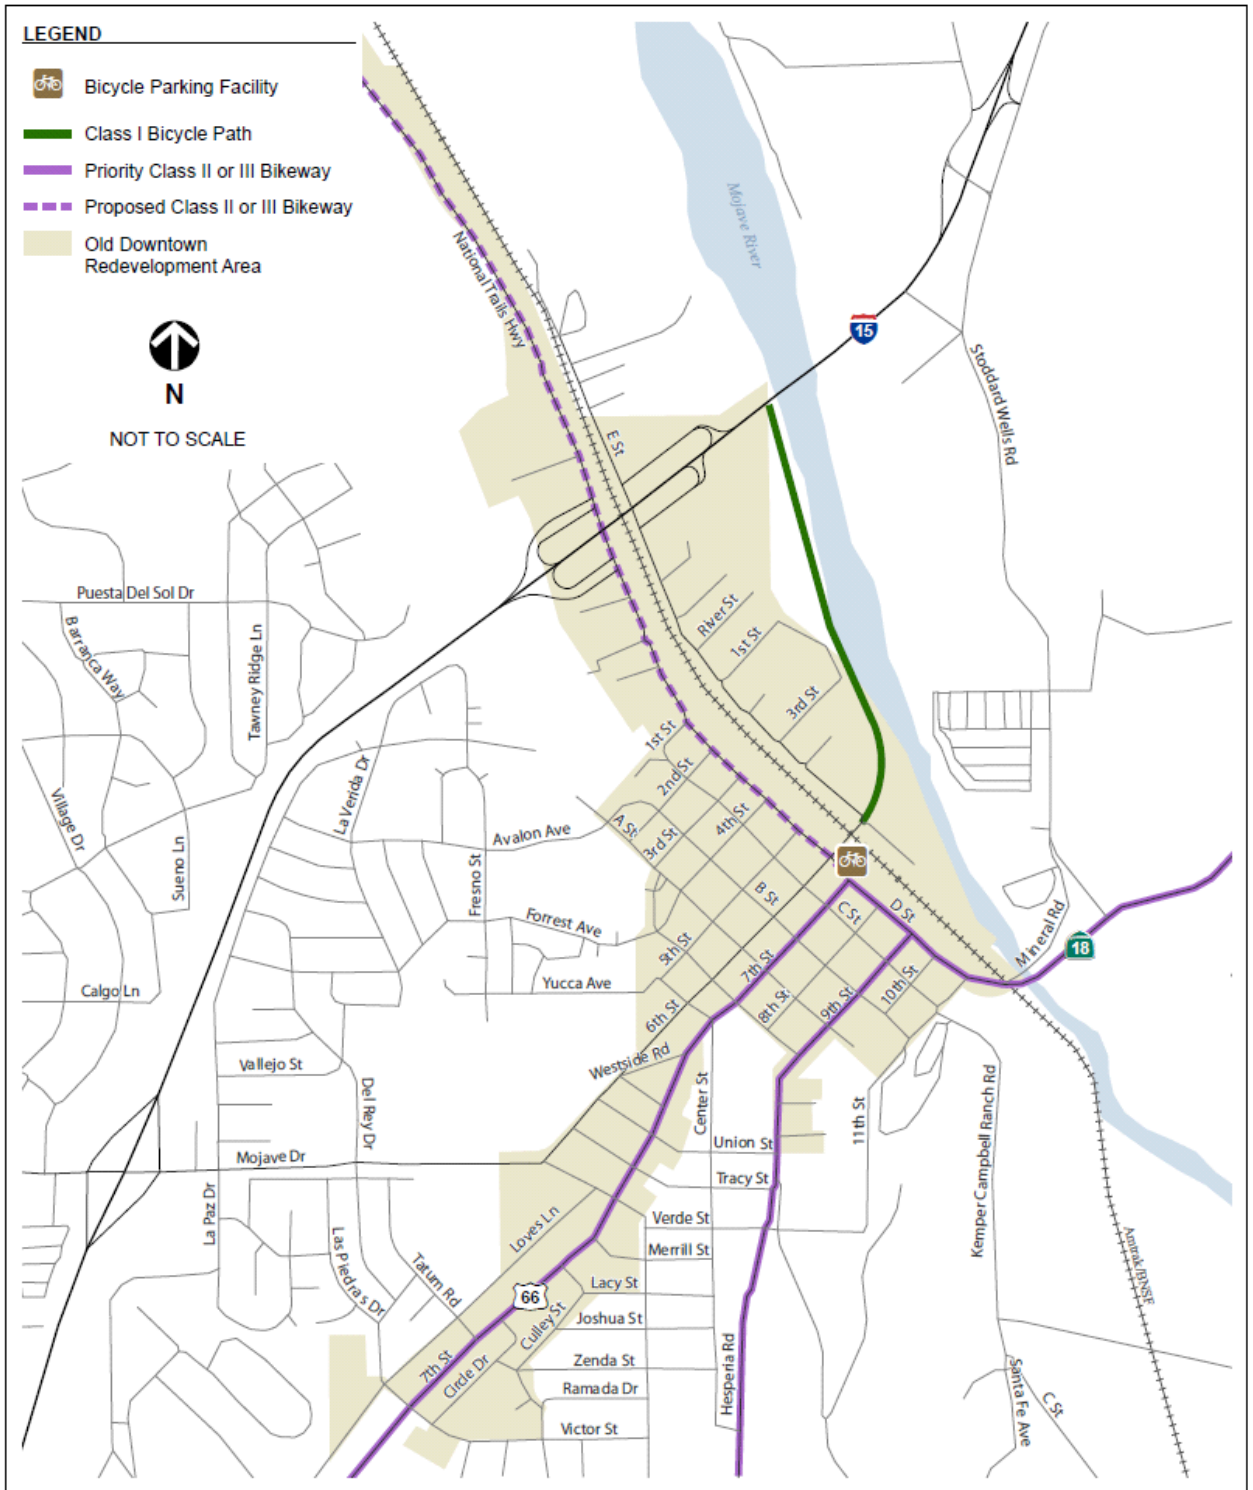 LEGEND
Bicycle Parking Facility
Class I Bicycle Path
Priority Class II or III Bikeway
Proposed Class II or III Bikeway
Old Downtown
Redevelopment Area
N
NOT TO SCALE
Mojave River
National Trails Hwy
15
Stoddard Wells Rd
E St
Puesta Del Sol Dr
Barranca Way
Tawney Ridge Ln
River St
1st St
3rd St
1st St
2nd St
La Verida Dr
Village Dr
Sueno Ln
A St
3rd St
4th St
Avalon Ave
Fresno St
B St
C St
D St
Forrest Ave
5th St
7th St
Mineral Rd
18
Calgo Ln
Yucca Ave
6th St
8th St
9th St
10th St
Westside Rd
Vallejo St
Del Rey Dr
Center St
11th St
Kemper Campbell Ranch Rd
Union St
Mojave Dr
Tracy St
La Paz Dr
Loves Ln
Verde St
Merrill St
Las Piedras Dr
Tatum Rd
66
Lacy St
Culley St
Joshua St
Amtrak/BNSF
7th St
Circle Dr
Zenda St
Hesperia Rd
Ramada Dr
Santa Fe Ave
C St
Victor St